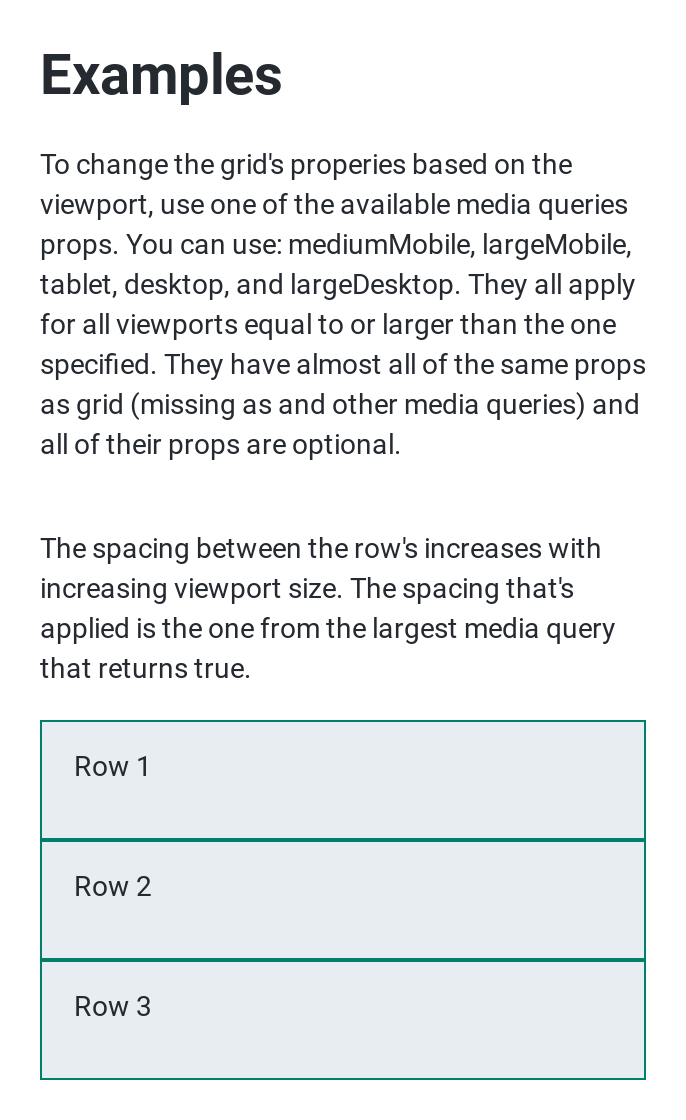 Examples
To change the grid's properies based on the
viewport, use one of the available media queries
props. You can use: mediumMobile, largeMobile,
tablet, desktop, and largeDesktop. They all apply
for all viewports equal to or larger than the one
specified. They have almost all of the same props
as grid (missing as and other media queries) and
all of their props are optional.
The spacing between the row's increases with
increasing viewport size. The spacing that's
applied is the one from the largest media query
that returns true.
Row 1
Row 2
Row 3